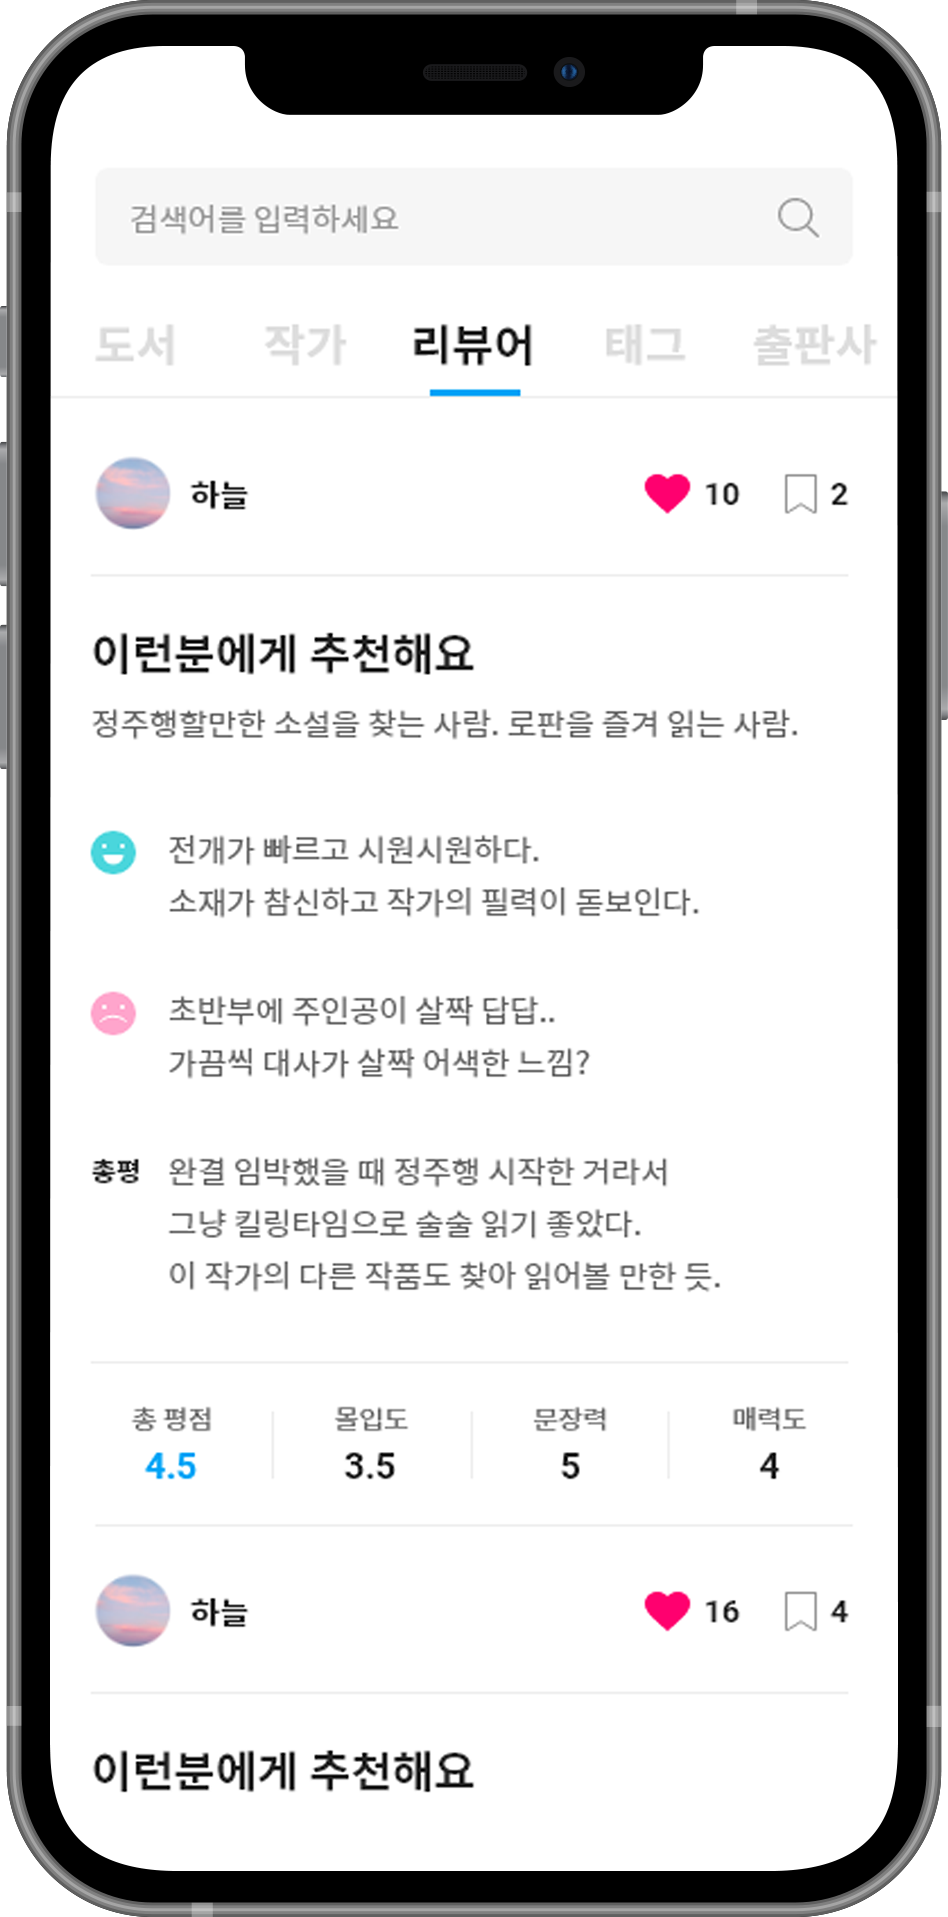 검색어를 입력하세요
도서 작가 리뷰어 태그 출판사
하늘 10 2
이런분에게 추천해요
정주행할만한 소설을 찾는 사람. 로판을 즐겨 읽는 사람.
전개가 빠르고 시원시원하다.
소재가 참신하고 작가의 필력이 돋보인다.
초반부에 주인공이 살짝 답답..
가끔씩 대사가 살짝 어색한 느낌?
총평 완결 임박했을 때 정주행 시작한 거라서
그냥 킬링타임으로 술술 읽기 좋았다.
이 작가의 다른 작품도 찾아 읽어볼 만한 듯.
총 평점 몰입도 문장력 매력도
4.5 3.5 5 4
하늘 16 4
이런분에게 추천해요